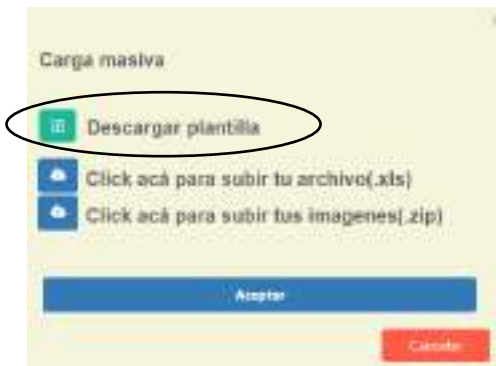 Carga masiva
Descargar plantilla
Click acá para subir tu archivo(.xls)
Click acá para subir tus imagenes(.zip)
Aceptar
Cancelar